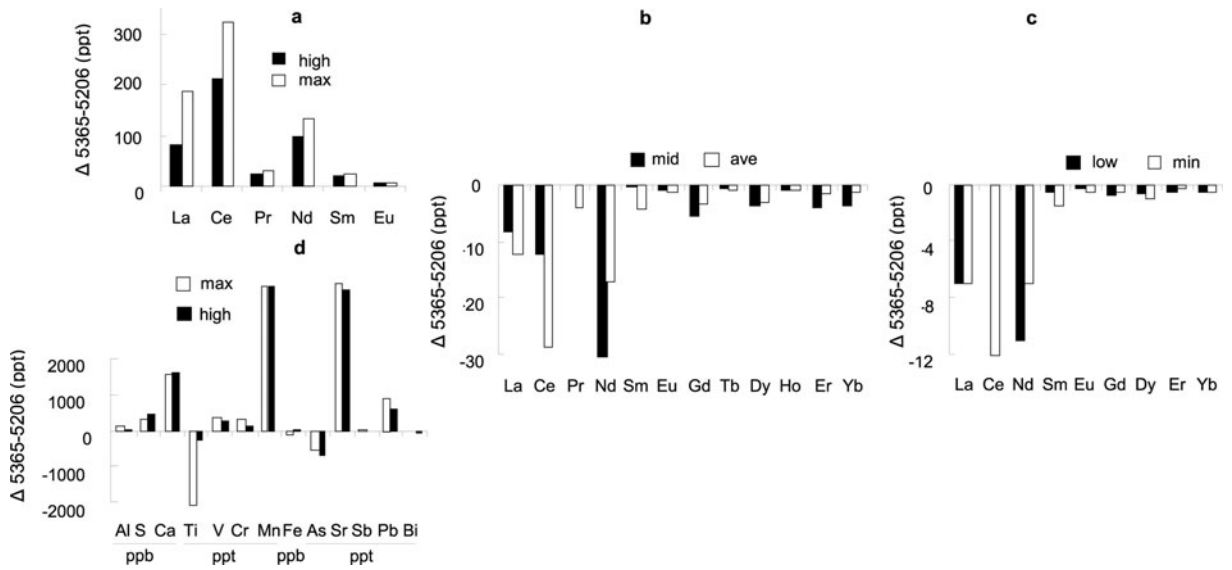 a
Δ 5365-5206 (ppt)
300
200
100
0
high
max
La Ce Pr Nd Sm Eu
b
Δ 5365-5206 (ppt)
mid ave
0
-10
-20
-30
La Ce Pr Nd Sm Eu Gd Tb Dy Ho Er Yb
c
Δ 5365-5206 (ppt)
low min
0
-4
-8
-12
La Ce Nd Sm Eu Gd Dy Er Yb
d
Δ 5365-5206 (ppt)
max
high
2000
1000
0
-1000
-2000
Al S Ca Ti V Cr Mn Fe As Sr Sb Pb Bi
ppb ppt ppb ppt